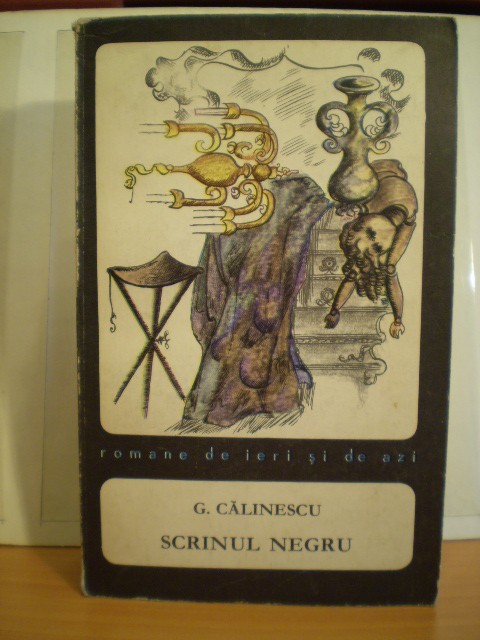 romane de ieri și de azi
G. CĂLINESCU
SCRINUL NEGRU